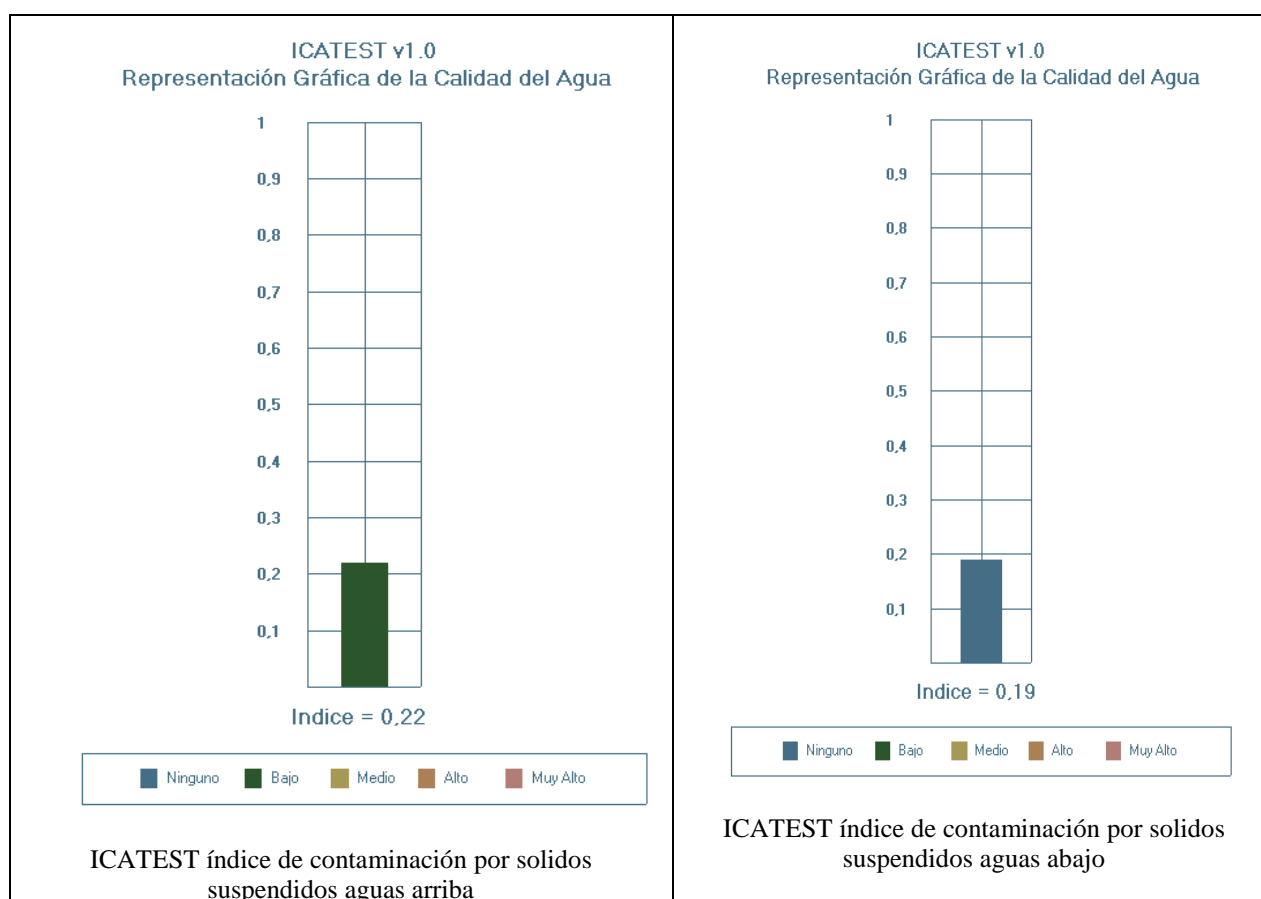 ICATEST v1.0
Representación Gráfica de la Calidad del Agua
1
0,9
0,8
0,7
0,6
0,5
0,4
0,3
0,2
0,1
Indice = 0,22
Ninguno Bajo Medio Alto Muy Alto
ICATEST índice de contaminación por solidos
suspendidos aguas arriba
ICATEST v1.0
Representación Gráfica de la Calidad del Agua
1
0,9
0,8
0,7
0,6
0,5
0,4
0,3
0,2
0,1
Indice = 0,19
Ninguno Bajo Medio Alto Muy Alto
ICATEST índice de contaminación por solidos
suspendidos aguas abajo